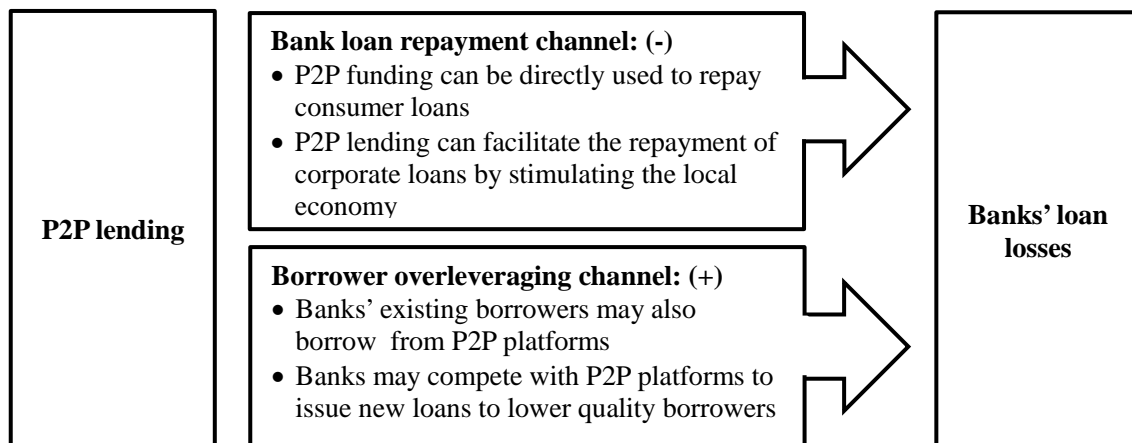 P2P lending
Bank loan repayment channel: (-)
• P2P funding can be directly used to repay
consumer loans
• P2P lending can facilitate the repayment of
corporate loans by stimulating the local
economy
Borrower overleveraging channel: (+)
• Banks’ existing borrowers may also
borrow from P2P platforms
• Banks may compete with P2P platforms to
issue new loans to lower quality borrowers
Banks’ loan
losses